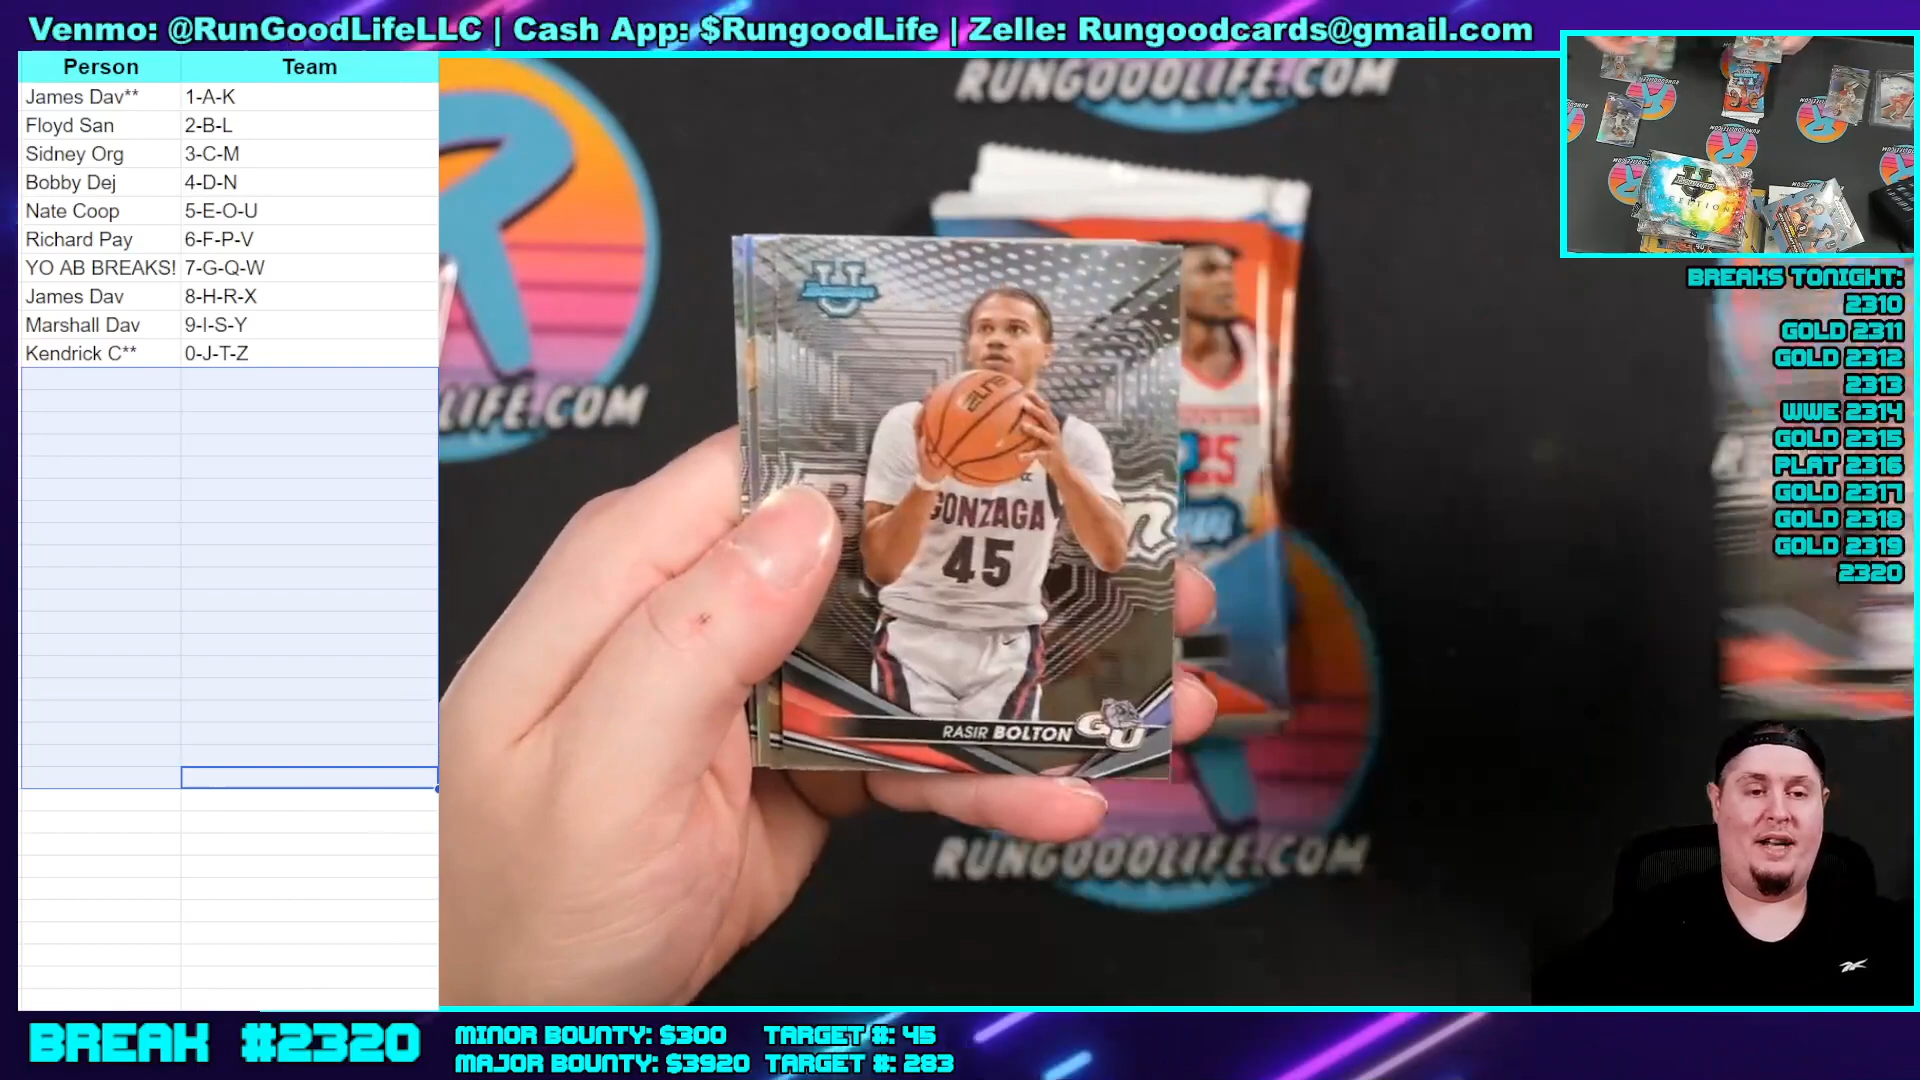 Venmo: @RunGoodLifeLLC | Cash App: $RungoodLife | Zelle: Rungoodcards@gmail.com
Person Team
James Dav** 1-A-K
Floyd San 2-B-L
Sidney Org 3-C-M
Bobby Dej 4-D-N
Nate Coop 5-E-O-U
Richard Pay 6-F-P-V
YO AB BREAKS! 7-G-Q-W
James Dav 8-H-R-X
Marshall Dav 9-I-S-Y
Kendrick C** 0-J-T-Z
RUNGOODLIFE.COM
LIFE.COM
GONZAGA
45
RASIR BOLTON
GU
25
RUNGOODLIFE.COM
BREAKS TONIGHT:
2310
GOLD 2311
GOLD 2312
2313
WWE 2314
GOLD 2315
PLAT 2316
GOLD 2317
GOLD 2318
GOLD 2319
2320
BREAK #2320
MINOR BOUNTY: $300 TARGET #: 45
MAJOR BOUNTY: $3920 TARGET #: 283